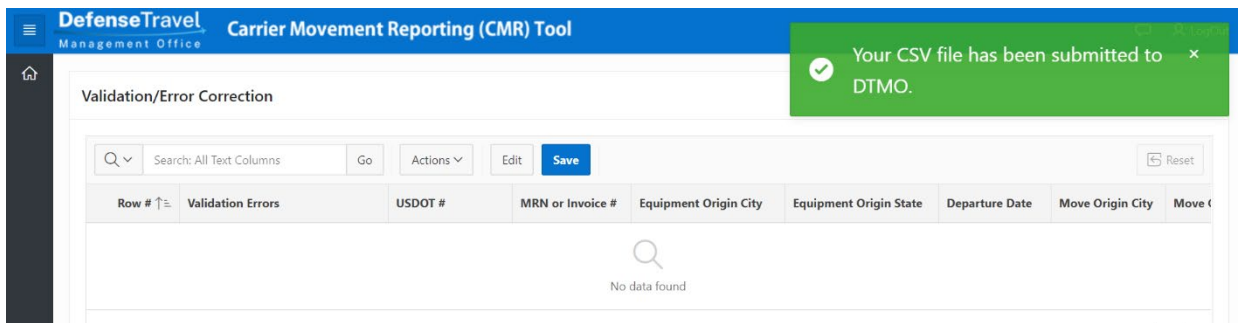 DefenseTravel
Management Office
Carrier Movement Reporting (CMR) Tool
Your CSV file has been submitted to
DTMO.
Validation/Error Correction
Search: All Text Columns
Go
Actions
Edit
Save
Reset
Row #
Validation Errors
USDOT #
MRN or Invoice #
Equipment Origin City
Equipment Origin State
Departure Date
Move Origin City
Move
No data found